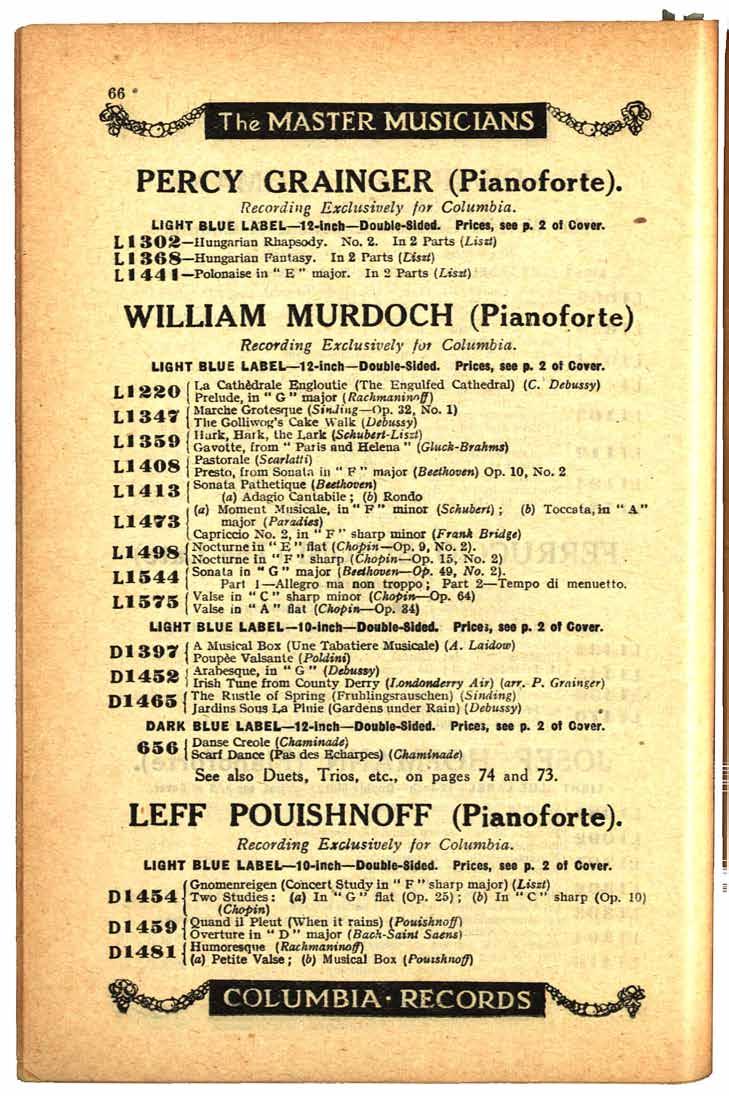 66
The MASTER MUSICIANS
PERCY GRAINGER (Pianoforte).
Recording Exclusively for Columbia.
LIGHT BLUE LABEL—12-inch—Double-Sided. Prices, see p. 2 of Cover.
L1302—Hungarian Rhapsody. No. 2. In 2 Parts (Liszt)
L1368—Hungarian Fantasy. In 2 Parts (Liszt)
L1441—Polonaise in " E " major. In 2 Parts (Liszt)
WILLIAM MURDOCH (Pianoforte)
Recording Exclusively for Columbia.
LIGHT BLUE LABEL—12-inch—Double-Sided. Prices, see p. 2 of Cover.
L1220 { La Cathèdrale Engloutie (The Engulfed Cathedral) (C. Debussy)
Prelude, in " G " major (Rachmaninoff)
L1347 { Marche Grotesque (Sinding—Op. 32, No. 1)
The Golliwog's Cake Walk (Debussy)
L1359 { Hark, Hark, the Lark (Schubert-Liszt)
Gavotte, from " Paris and Helena " (Gluck-Brahms)
L1408 { Pastorale (Scarlatti)
Presto, from Sonata in " F " major (Beethoven) Op. 10, No. 2
L1413 { Sonata Pathetique (Beethoven)
(a) Adagio Cantabile ; (b) Rondo
L1473 { (a) Moment Musicale, in " F " minor (Schubert) ; (b) Toccata, in " A "
major (Paradies)
Capriccio No. 2, in " F " sharp minor (Frank Bridge)
L1498 { Nocturne in " E " flat (Chopin—Op. 9, No. 2).
Nocturne in " F " sharp (Chopin—Op. 15, No. 2)
L1544 { Sonata in " G " major (Beethoven—Op. 49, No. 2).
Part 1—Allegro ma non troppo ; Part 2—Tempo di menuetto.
L1575 { Valse in " C " sharp minor (Chopin—Op. 64)
Valse in " A " flat (Chopin—Op. 34)
LIGHT BLUE LABEL—10-inch—Double-Sided. Prices, see p. 2 of Cover.
D1397 { A Musical Box (Une Tabatiere Musicale) (A. Laidow)
Poupèe Valsante (Poldini)
D1452 { Arabesque, in " G " (Debussy)
Irish Tune from County Derry (Londonderry Air) (arr. P. Grainger)
D1465 { The Rustle of Spring (Fruhlingsrauschen) (Sinding)
Jardins Sous La Pluie (Gardens under Rain) (Debussy)
DARK BLUE LABEL—12-inch—Double-Sided. Prices, see p. 2 of Cover.
656 { Danse Creole (Chaminade)
Scarf Dance (Pas des Echarpes) (Chaminade)
See also Duets, Trios, etc., on pages 74 and 73.
LEFF POUISHNOFF (Pianoforte).
Recording Exclusively for Columbia.
LIGHT BLUE LABEL—10-inch—Double-Sided. Prices, see p. 2 of Cover.
D1454 { Gnomenreigen (Concert Study in " F " sharp major) (Liszt)
Two Studies : (a) In " G " flat (Op. 25) ; (b) In " C " sharp (Op. 10)
(Chopin)
D1459 { Quand il Pleut (When it rains) (Pouishnoff)
Overture in " D " major (Bach-Saint Saens)
D1481 { Humoresque (Rachmaninoff)
(a) Petite Valse ; (b) Musical Box (Pouishnoff)
COLUMBIA · RECORDS